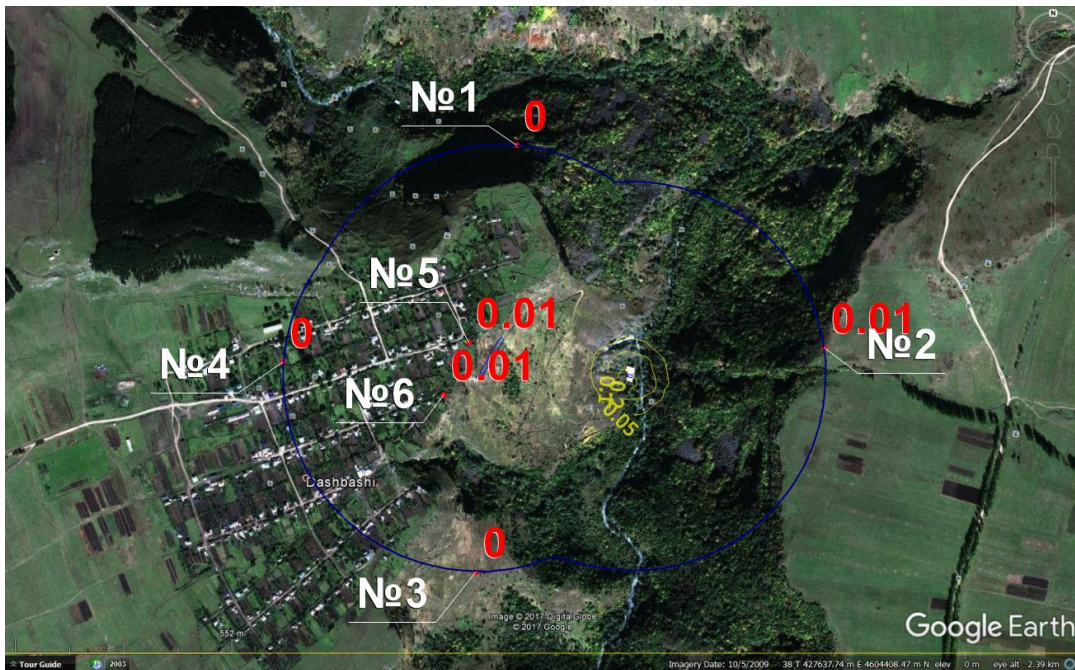 №1
0
№5
0.01
0.01
№2
0
№4
0.01
№6
0.05
Dashbashi
0
№3
Image © 2017 DigitalGlobe
© 2017 Google
Google Earth
552 m
Tour Guide
2003
Imagery Date: 10/5/2009 38 T 427637.74 m E 4604408.47 m N elev 0 m eye alt 2.39 km
N